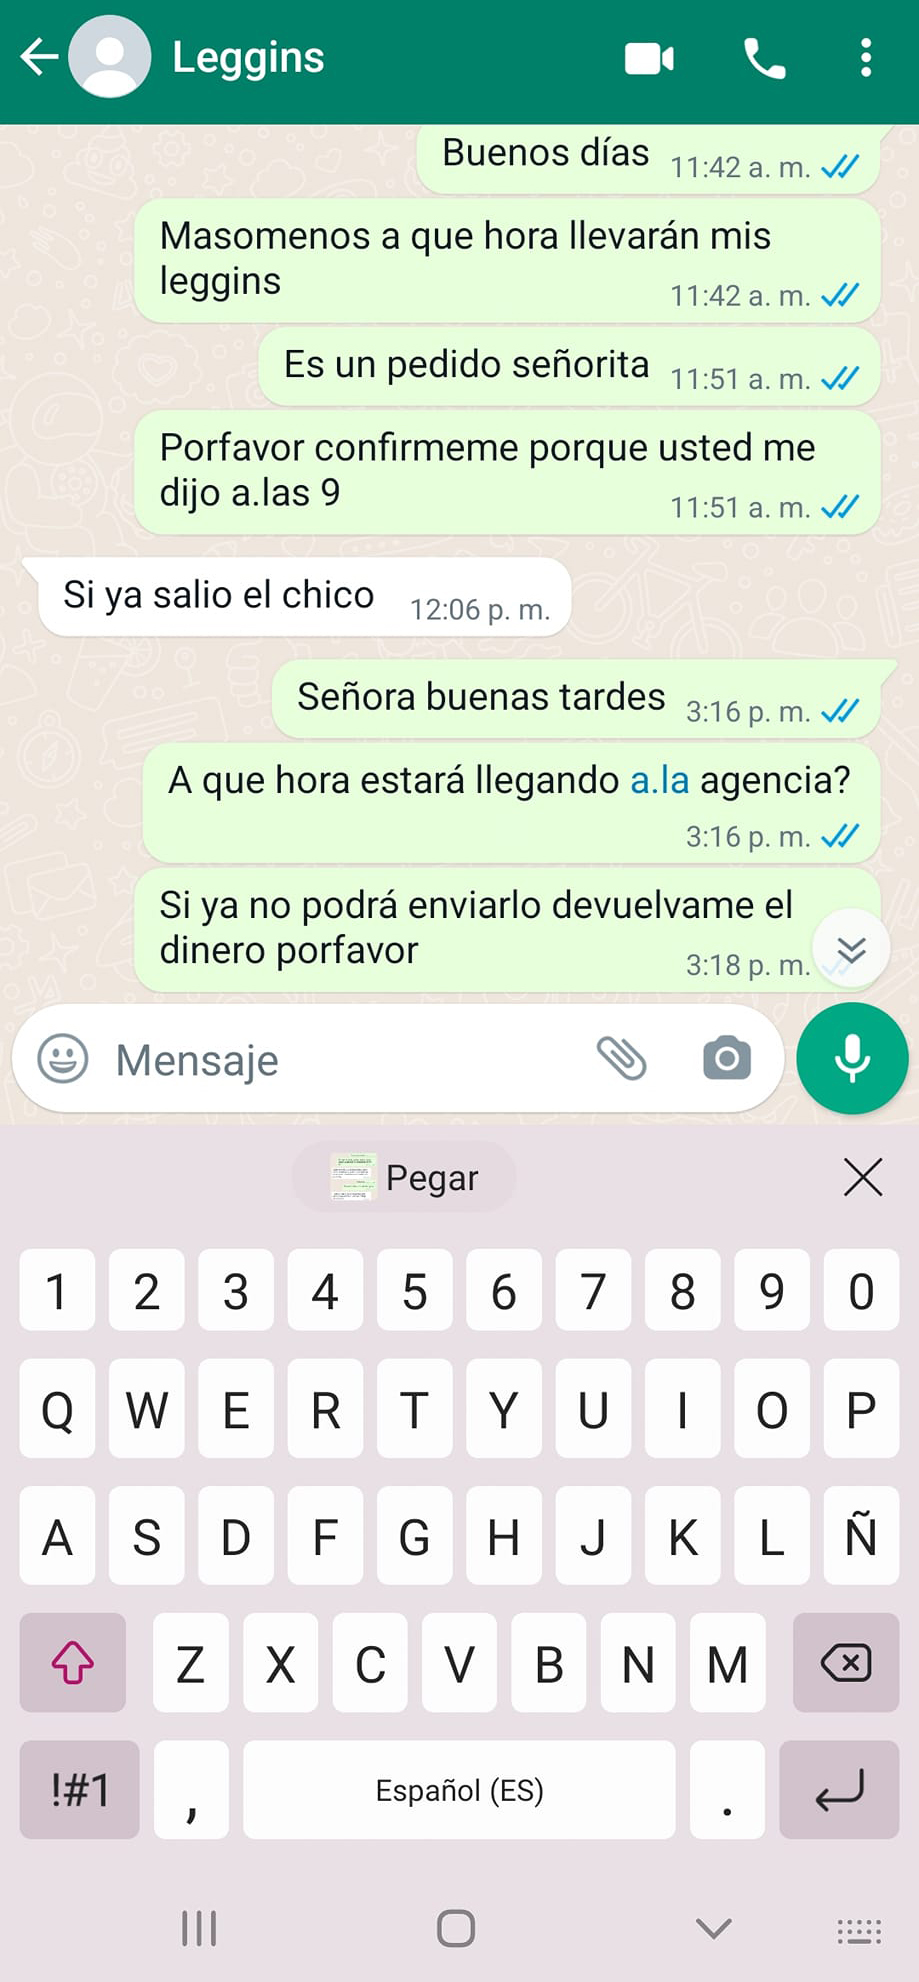 Leggins
Buenos días 11:42 a. m.
Masomenos a que hora llevarán mis
leggins 11:42 a. m.
Es un pedido señorita 11:51 a. m.
Porfavor confirmeme porque usted me
dijo a.las 9 11:51 a. m.
Si ya salio el chico 12:06 p. m.
Señora buenas tardes 3:16 p. m.
A que hora estará llegando a.la agencia?
3:16 p. m.
Si ya no podrá enviarlo devuelvame el
dinero porfavor 3:18 p. m.
Mensaje
Pegar
1 2 3 4 5 6 7 8 9 0
Q W E R T Y U I O P
A S D F G H J K L Ñ
Z X C V B N M
!#1 , Español (ES) .